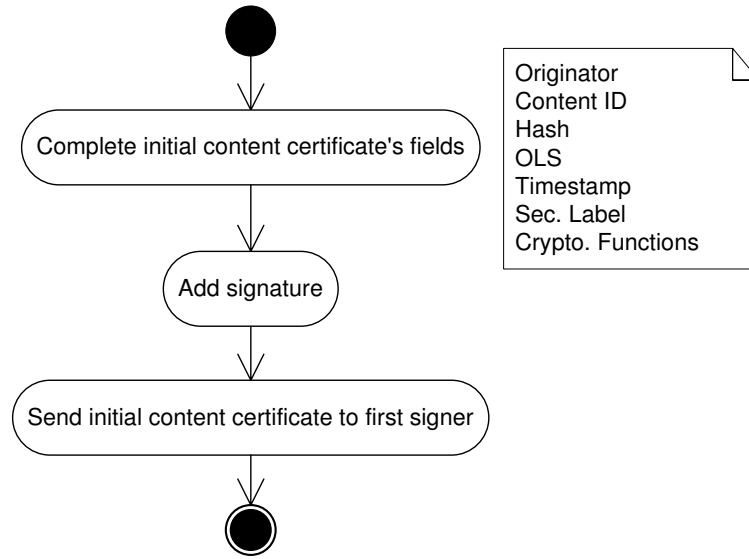 Complete initial content certificate's fields
Add signature
Send initial content certificate to first signer
Originator
Content ID
Hash
OLS
Timestamp
Sec. Label
Crypto. Functions